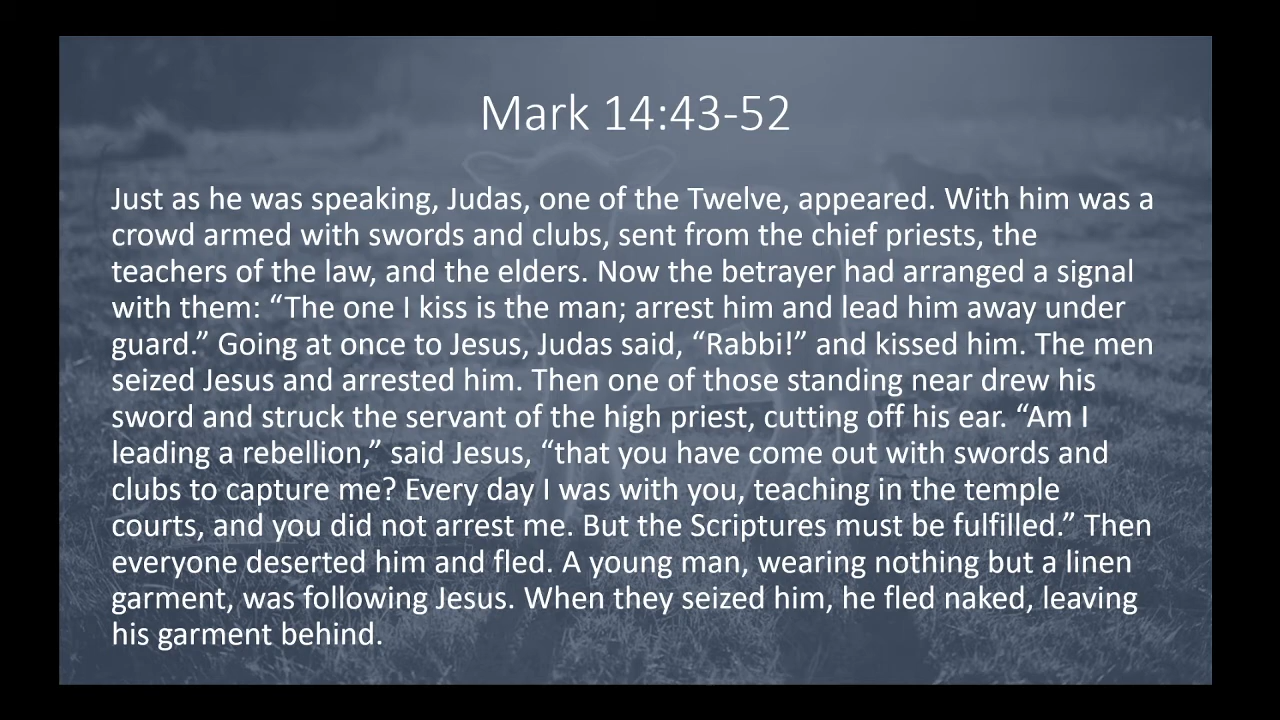 Mark 14:43-52
Just as he was speaking, Judas, one of the Twelve, appeared. With him was a
crowd armed with swords and clubs, sent from the chief priests, the
teachers of the law, and the elders. Now the betrayer had arranged a signal
with them: “The one I kiss is the man; arrest him and lead him away under
guard.” Going at once to Jesus, Judas said, “Rabbi!” and kissed him. The men
seized Jesus and arrested him. Then one of those standing near drew his
sword and struck the servant of the high priest, cutting off his ear. “Am I
leading a rebellion,” said Jesus, “that you have come out with swords and
clubs to capture me? Every day I was with you, teaching in the temple
courts, and you did not arrest me. But the Scriptures must be fulfilled.” Then
everyone deserted him and fled. A young man, wearing nothing but a linen
garment, was following Jesus. When they seized him, he fled naked, leaving
his garment behind.